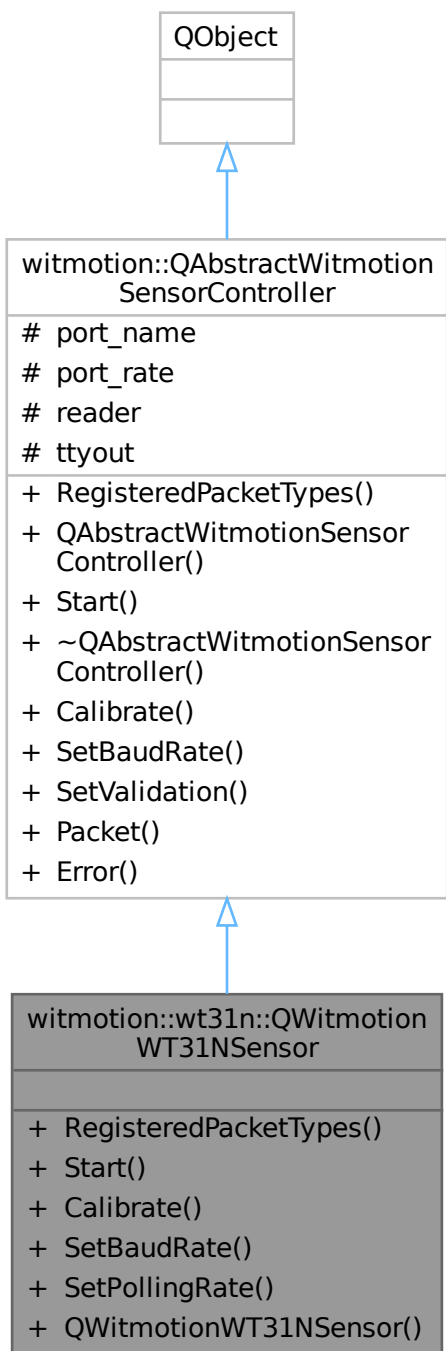 QObject
witmotion::QAbstractWitmotion
SensorController
# port_name
# port_rate
# reader
# ttyout
+ RegisteredPacketTypes()
+ QAbstractWitmotionSensor
Controller()
+ Start()
+ ~QAbstractWitmotionSensor
Controller()
+ Calibrate()
+ SetBaudRate()
+ SetValidation()
+ Packet()
+ Error()
witmotion::wt31n::QWitmotion
WT31NSensor
+ RegisteredPacketTypes()
+ Start()
+ Calibrate()
+ SetBaudRate()
+ SetPollingRate()
+ QWitmotionWT31NSensor()